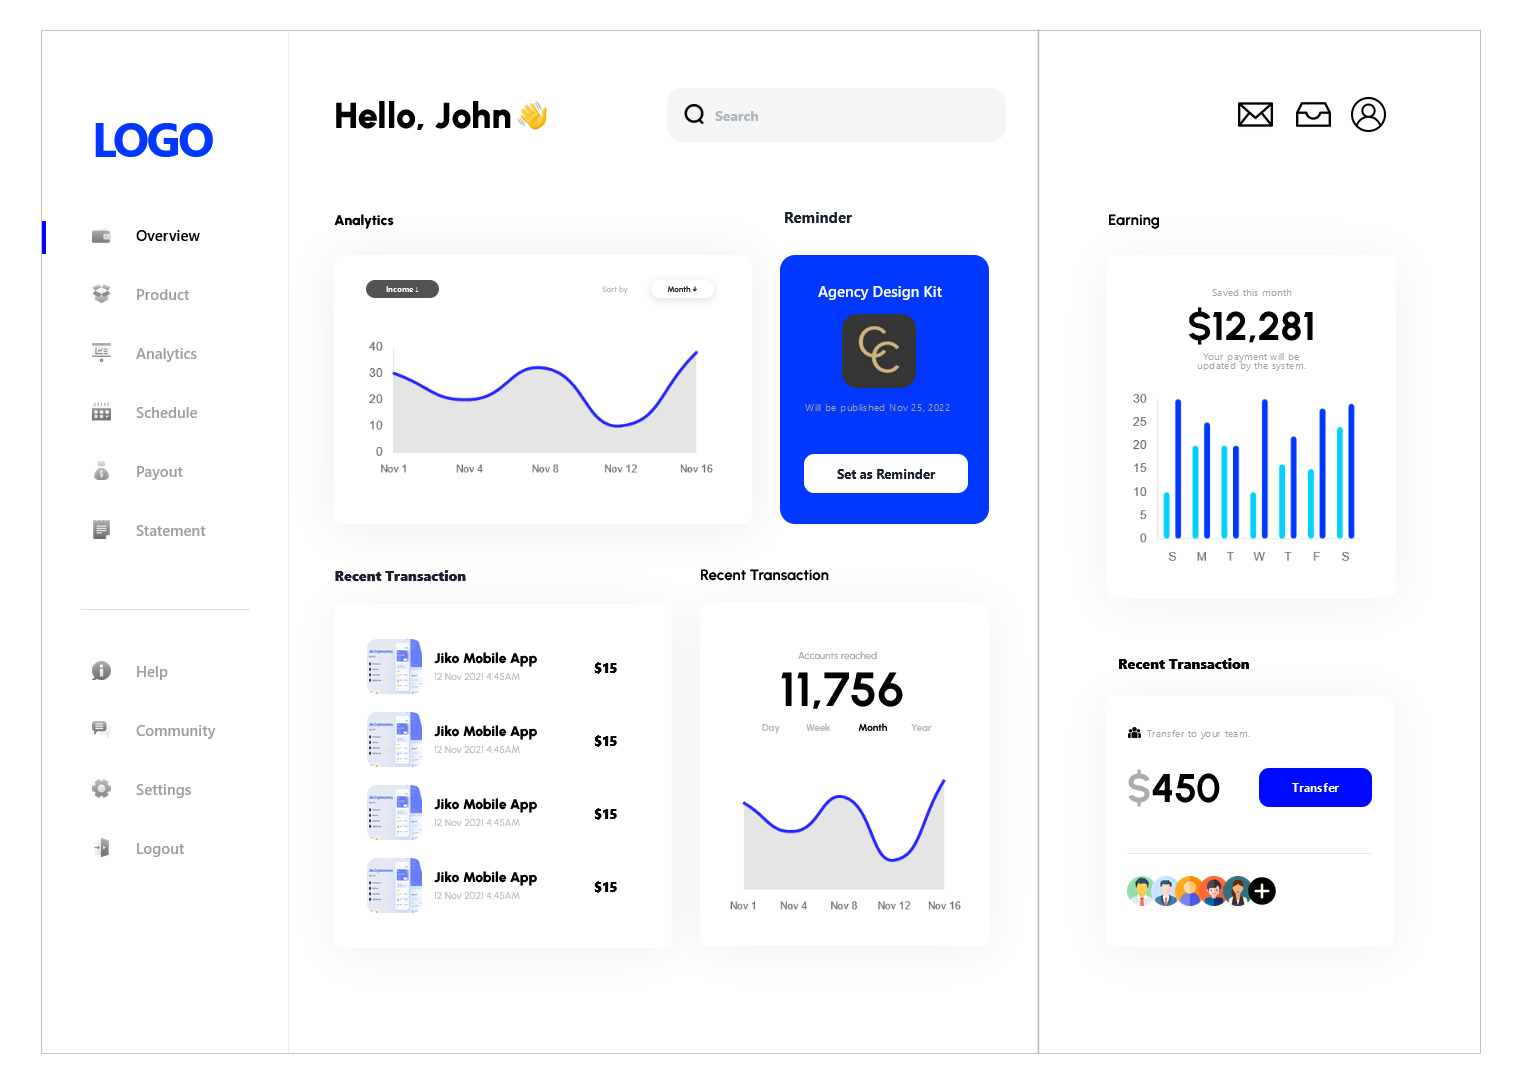 LOGO
Overview
Product
Analytics
Schedule
Payout
Statement
Help
Community
Settings
Logout
Hello, John
Search
Analytics
Income ↓
Sort by
Month ↓
40
30
20
10
0
Nov 1 Nov 4 Nov 8 Nov 12 Nov 16
Reminder
Agency Design Kit
CC
Will be published Nov 25, 2022
Set as Reminder
Recent Transaction
Jiko Mobile App
12 Nov 2021 4:45AM
$15
Jiko Mobile App
12 Nov 2021 4:45AM
$15
Jiko Mobile App
12 Nov 2021 4:45AM
$15
Jiko Mobile App
12 Nov 2021 4:45AM
$15
Recent Transaction
Accounts reached
11,756
Day Week Month Year
Nov 1 Nov 4 Nov 8 Nov 12 Nov 16
Earning
Saved this month
$12,281
Your payment will be
updated by the system.
30
25
20
15
10
5
0
S M T W T F S
Recent Transaction
Transfer to your team.
$450
Transfer